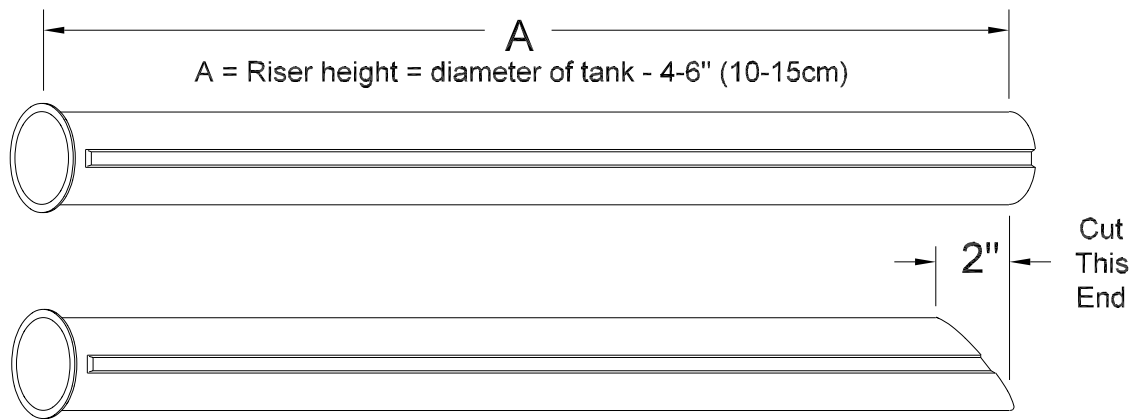 A
A = Riser height = diameter of tank - 4-6" (10-15cm)
2"
Cut
This
End